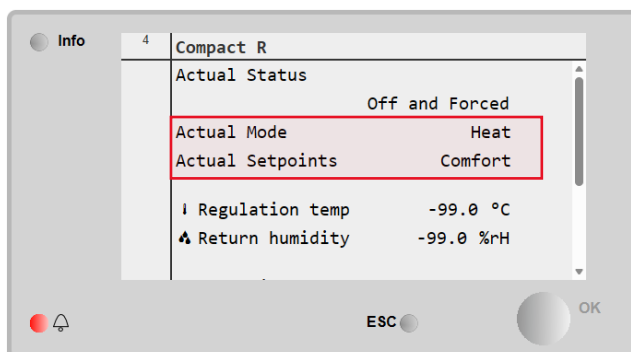 Info
4
Compact R
Actual Status
Off and Forced
Actual Mode Heat
Actual Setpoints Comfort
Regulation temp -99.0 °C
Return humidity -99.0 %rH
ESC
OK